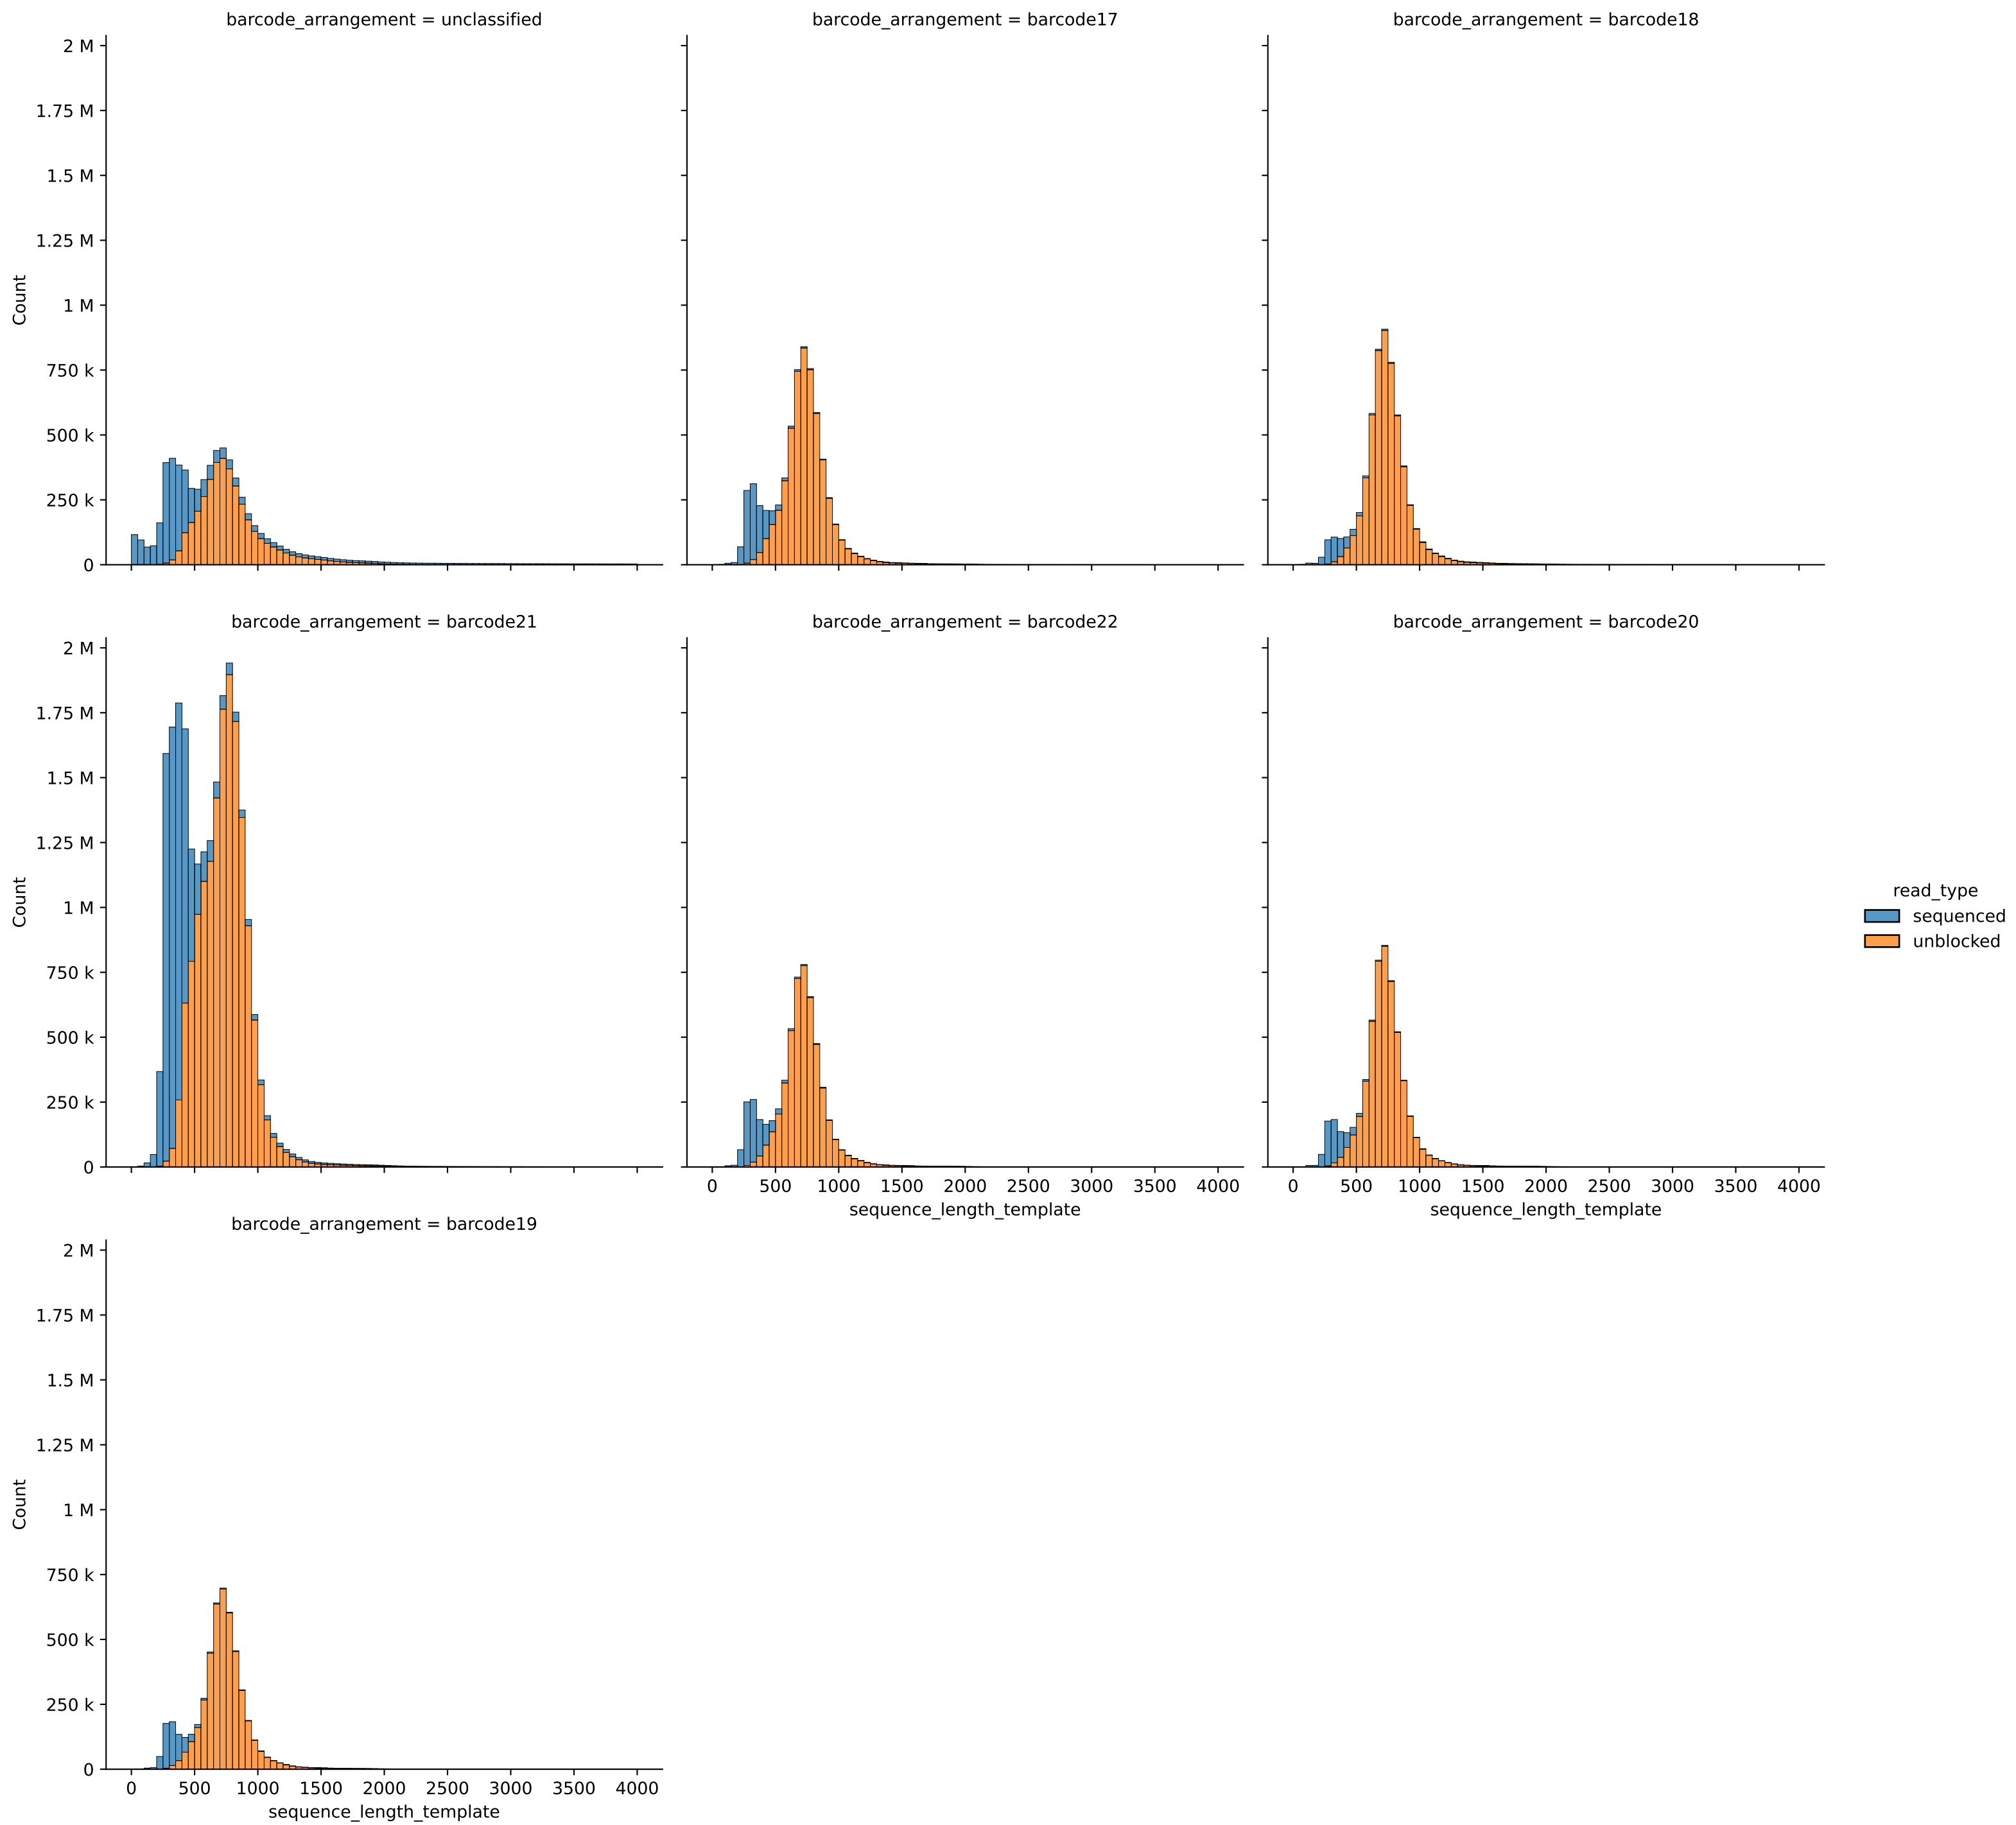 barcode_arrangement = unclassified
barcode_arrangement = barcode17
barcode_arrangement = barcode18
2 M
1.75 M
1.5 M
1.25 M
1 M
750 k
500 k
250 k
0
Count
barcode_arrangement = barcode21
barcode_arrangement = barcode22
barcode_arrangement = barcode20
2 M
1.75 M
1.5 M
1.25 M
1 M
750 k
500 k
250 k
0
Count
0 500 1000 1500 2000 2500 3000 3500 4000
sequence_length_template
0 500 1000 1500 2000 2500 3000 3500 4000
sequence_length_template
read_type
sequenced
unblocked
barcode_arrangement = barcode19
2 M
1.75 M
1.5 M
1.25 M
1 M
750 k
500 k
250 k
0
Count
0 500 1000 1500 2000 2500 3000 3500 4000
sequence_length_template